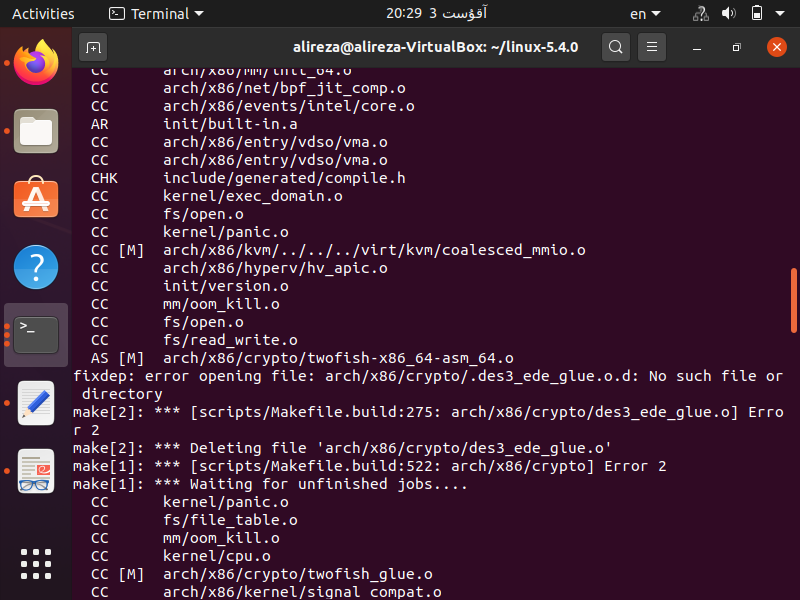 Activities
Terminal
20:29 3 آگۇست
en
alireza@alireza-VirtualBox: ~/linux-5.4.0
CC arch/x86/mm/init_64.o
CC arch/x86/net/bpf_jit_comp.o
CC arch/x86/events/intel/core.o
AR init/built-in.a
CC arch/x86/entry/vdso/vma.o
CC arch/x86/entry/vdso/vma.o
CHK include/generated/compile.h
CC kernel/exec_domain.o
CC fs/open.o
CC kernel/panic.o
CC [M] arch/x86/kvm/../../../virt/kvm/coalesced_mmio.o
CC arch/x86/hyperv/hv_apic.o
CC init/version.o
CC mm/oom_kill.o
CC fs/open.o
CC fs/read_write.o
AS [M] arch/x86/crypto/twofish-x86_64-asm_64.o
fixdep: error opening file: arch/x86/crypto/.des3_ede_glue.o.d: No such file or
directory
make[2]: *** [scripts/Makefile.build:275: arch/x86/crypto/des3_ede_glue.o] Erro
r 2
make[2]: *** Deleting file 'arch/x86/crypto/des3_ede_glue.o'
make[1]: *** [scripts/Makefile.build:522: arch/x86/crypto] Error 2
make[1]: *** Waiting for unfinished jobs....
CC kernel/panic.o
CC fs/file_table.o
CC mm/oom_kill.o
CC kernel/cpu.o
CC [M] arch/x86/crypto/twofish_glue.o
CC arch/x86/kernel/signal_compat.o